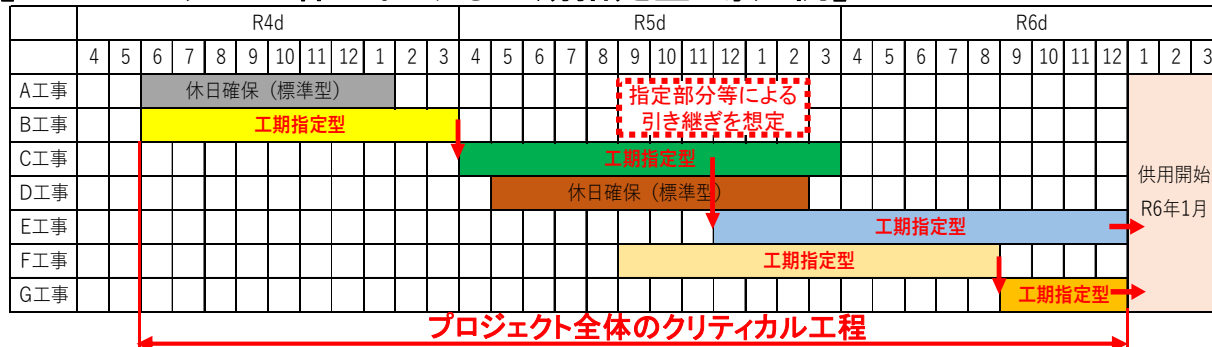 R4d R5d R6d
4 5 6 7 8 9 10 11 12 1 2 3 4 5 6 7 8 9 10 11 12 1 2 3 4 5 6 7 8 9 10 11 12 1 2 3
A工事 休日確保（標準型）
指定部分等による
引き継ぎを想定
B工事 工期指定型
C工事 工期指定型
D工事 休日確保（標準型）
E工事 工期指定型
F工事 工期指定型
G工事 工期指定型
供用開始
R6年1月
プロジェクト全体のクリティカル工程